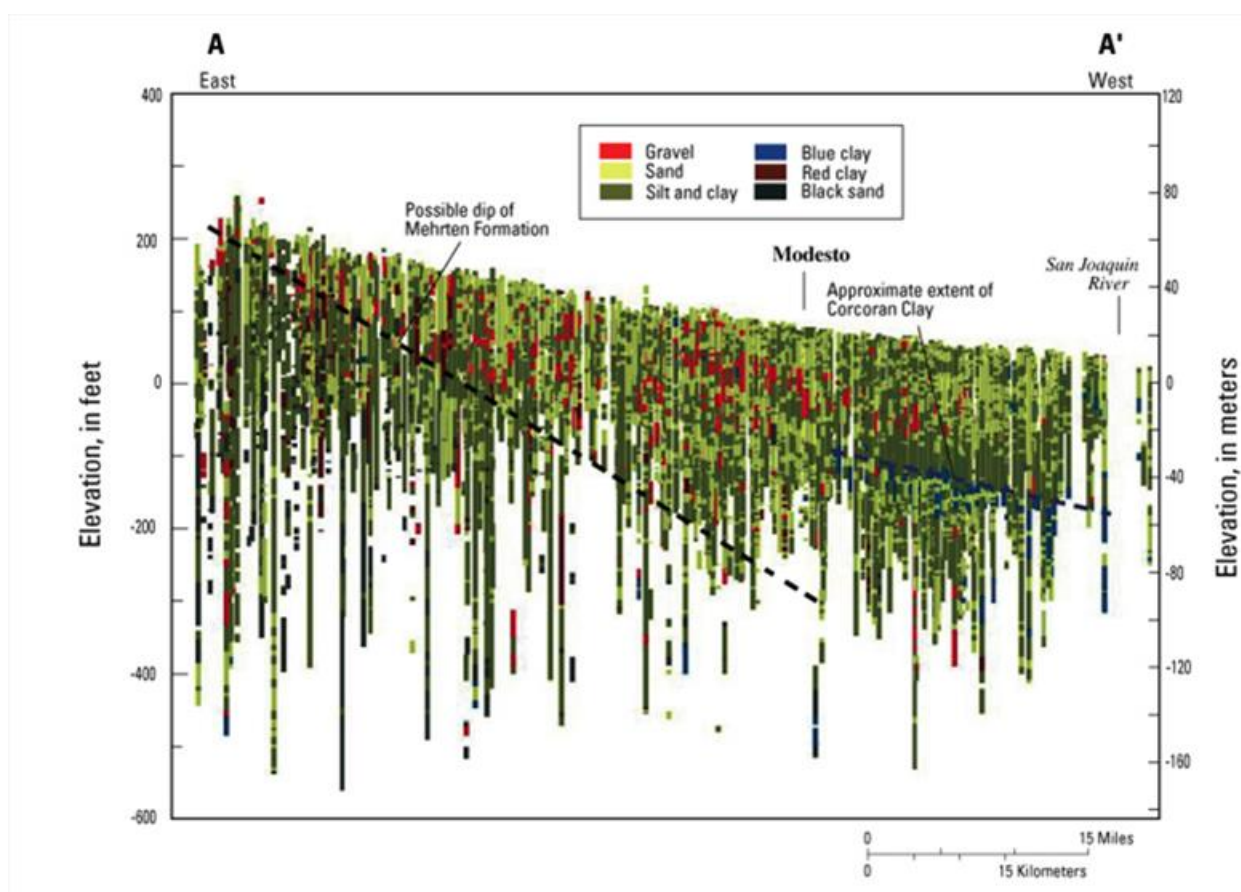 A
A'
East
West
400
200
0
-200
-400
-600
120
80
40
0
-40
-80
-120
-160
Elevation, in feet
Elevation, in meters
Gravel
Sand
Silt and clay
Blue clay
Red clay
Black sand
Possible dip of
Mehrten Formation
Modesto
Approximate extent of
Corcoran Clay
San Joaquin
River
0
15 Miles
0
15 Kilometers